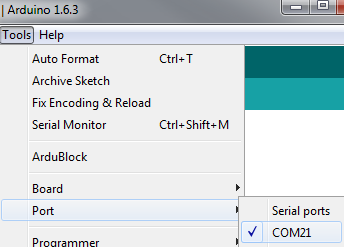 Arduino 1.6.3
Tools Help
Auto Format Ctrl+T
Archive Sketch
Fix Encoding & Reload
Serial Monitor Ctrl+Shift+M
ArduBlock
Board
Port
Serial ports
COM21
Programmer